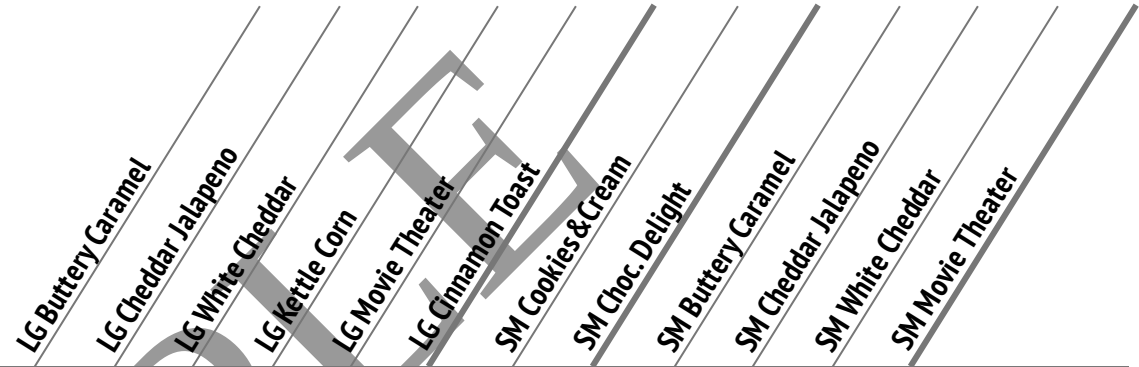 LG Buttery Caramel
LG Cheddar Jalapeno
LG White Cheddar
LG Kettle Corn
LG Movie Theater
LG Cinnamon Toast
SM Cookies&Cream
SM Choc. Delight
SM Buttery Caramel
SM Cheddar Jalapeno
SM White Cheddar
SM Movie Theater